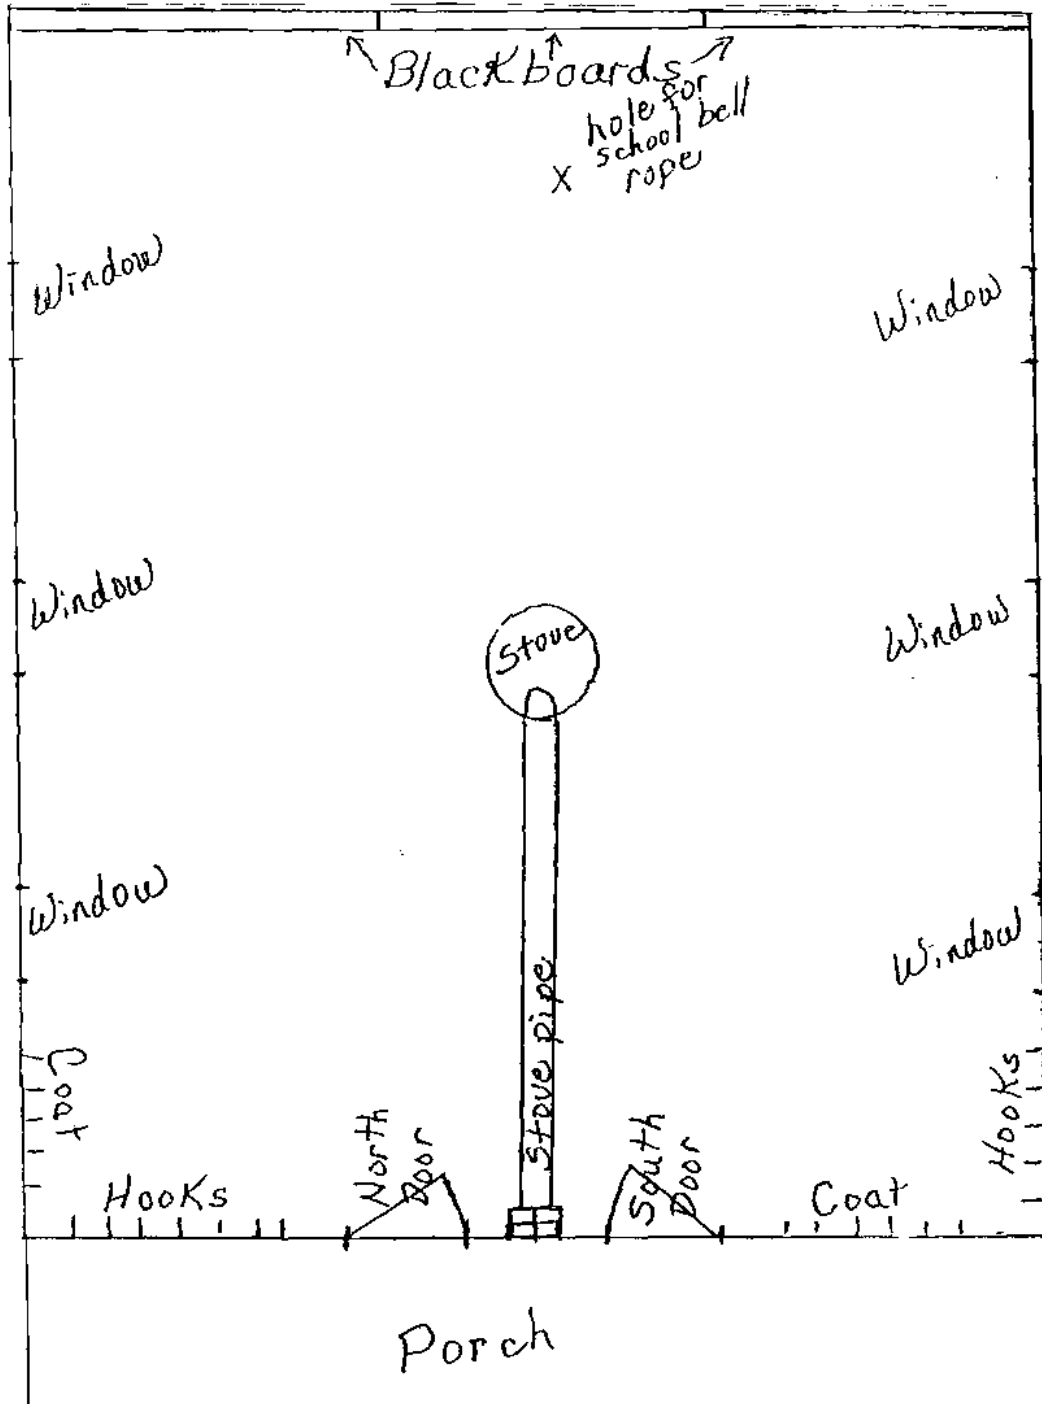 Blackboards
hole for
school bell
rope
X
Window
Window
Window
Window
Stove
Window
Window
Stove pipe
Coat
Hooks
North
Door
South
Door
Coat
Hooks
Porch